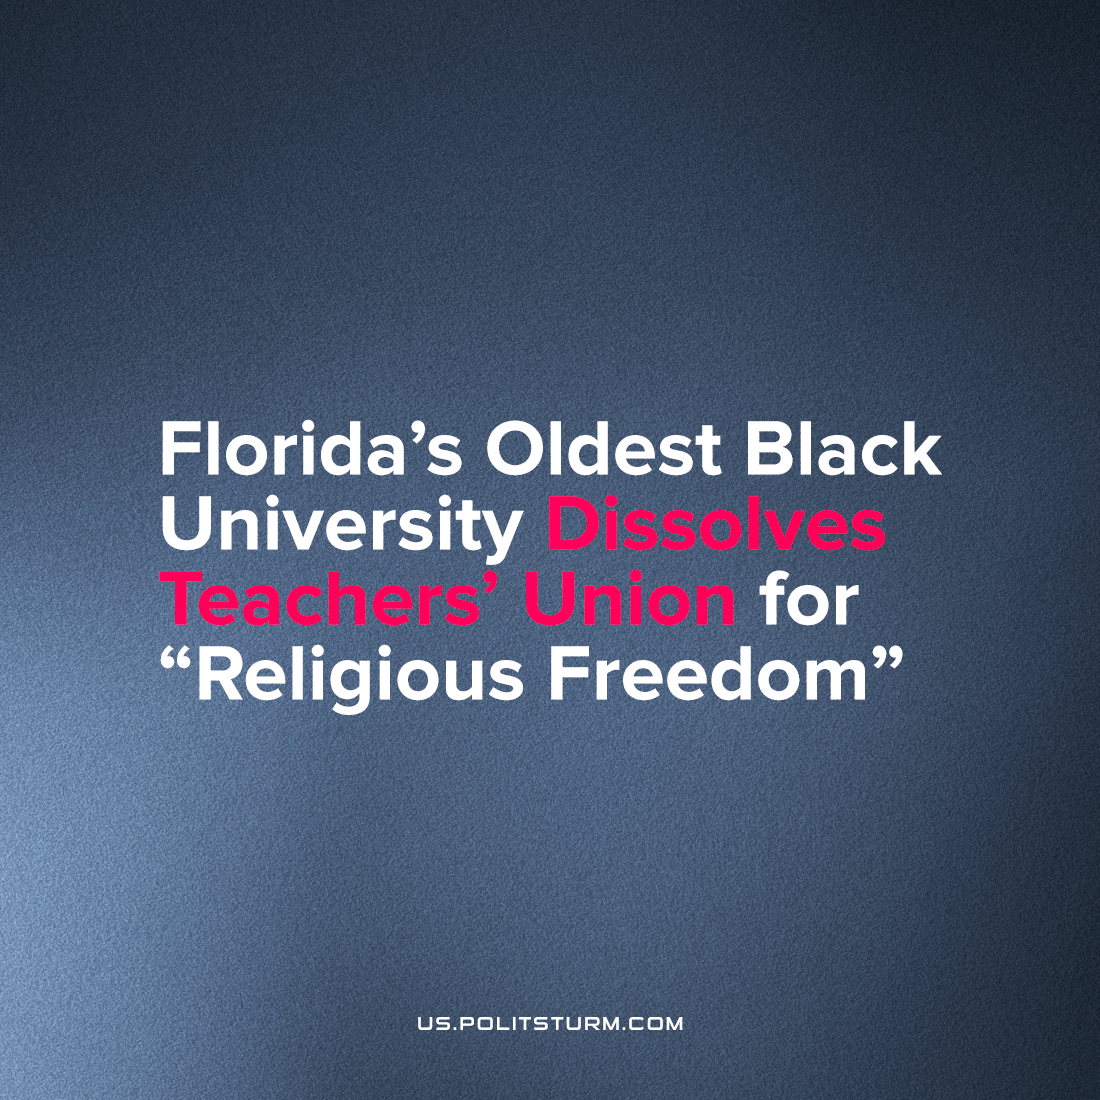 Florida’s Oldest Black
University Dissolves
Teachers’ Union for
“Religious Freedom”
US.POLITSTURM.COM